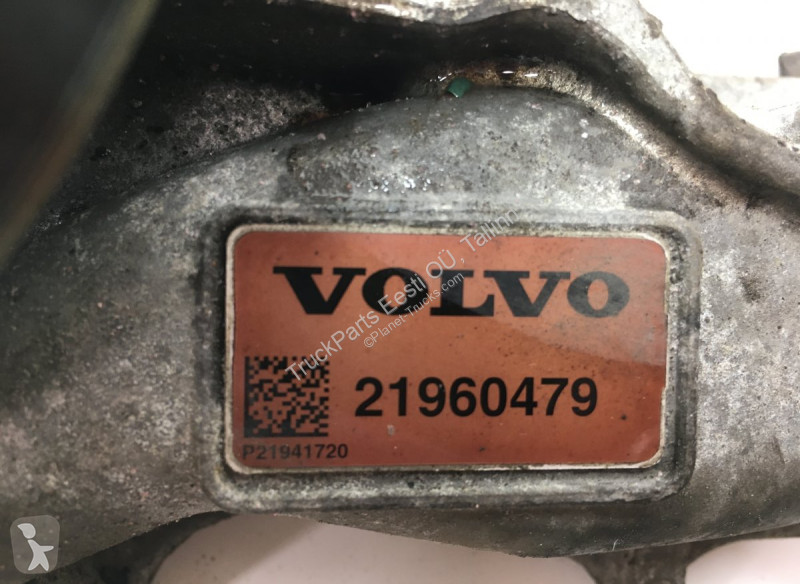 VOLVO
21960479
P21941720
TruckParts Eesti OÜ, Tallinn
©Planet-Trucks.com